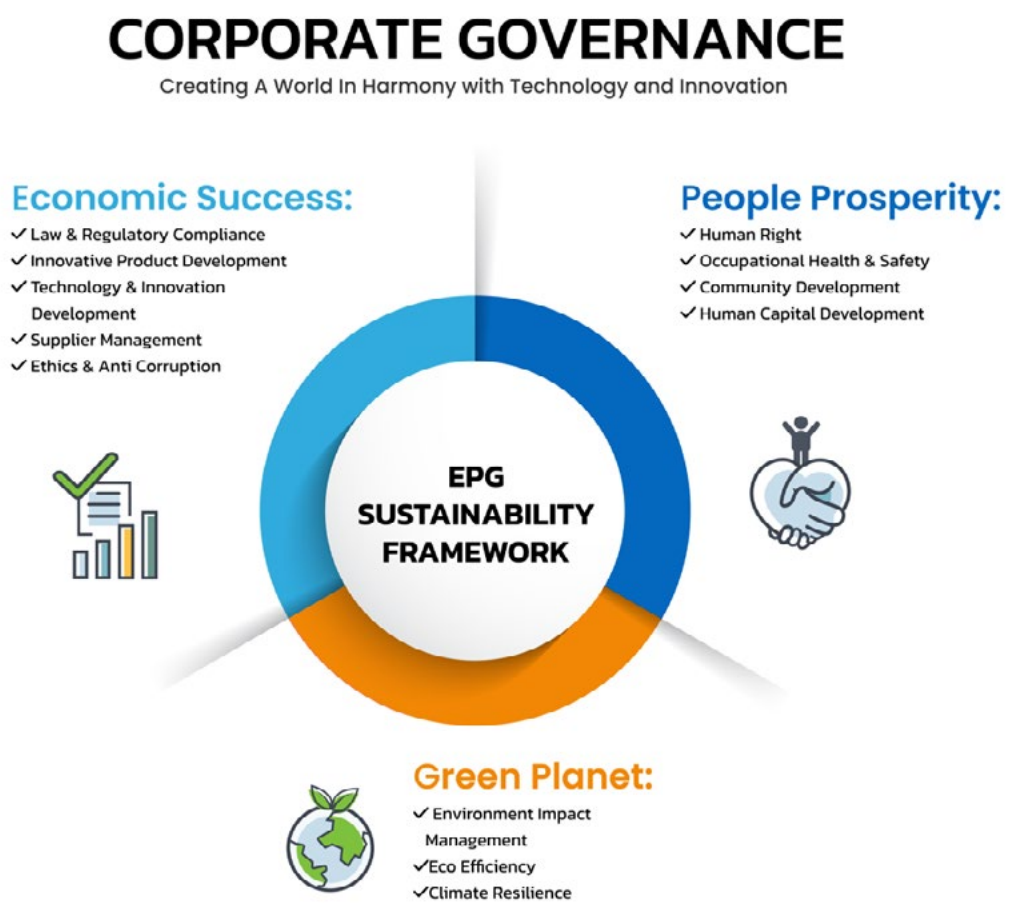 CORPORATE GOVERNANCE
Creating A World In Harmony with Technology and Innovation
Economic Success:
✓ Law & Regulatory Compliance
✓ Innovative Product Development
✓ Technology & Innovation
Development
✓ Supplier Management
✓ Ethics & Anti Corruption
People Prosperity:
✓ Human Right
✓ Occupational Health & Safety
✓ Community Development
✓ Human Capital Development
EPG
SUSTAINABILITY
FRAMEWORK
Green Planet:
✓ Environment Impact
Management
✓Eco Efficiency
✓Climate Resilience